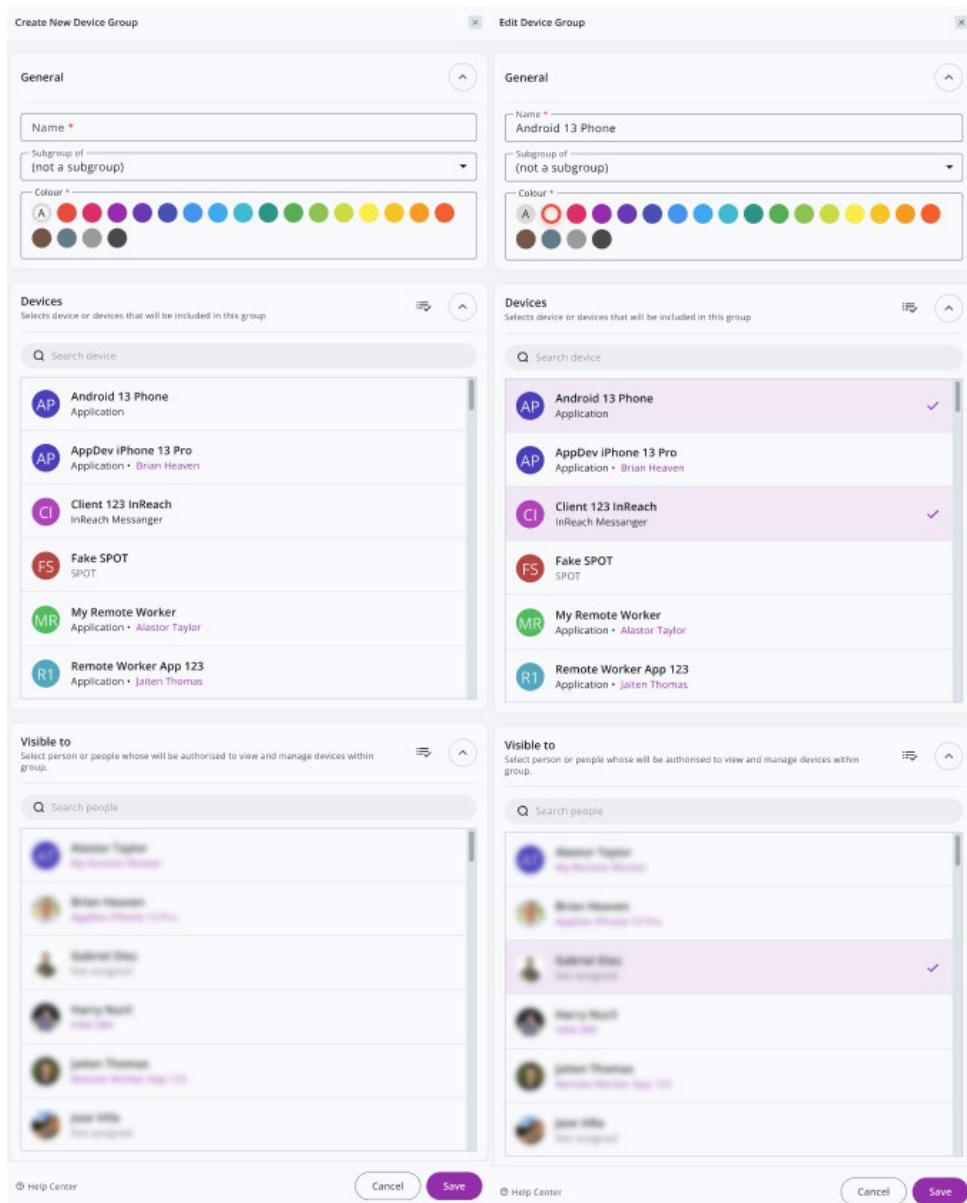 Create New Device Group
General
Name *
Subgroup of
(not a subgroup)
Colour *
A
Devices
Selects device or devices that will be included in this group
Search device
AP
Android 13 Phone
Application
AP
AppDev iPhone 13 Pro
Application • Brian Heaven
CI
Client 123 InReach
InReach Messanger
FS
Fake SPOT
SPOT
MR
My Remote Worker
Application • Alastor Taylor
R1
Remote Worker App 123
Application • Jaiten Thomas
Visible to
Select person or people whose will be authorised to view and manage devices within
group.
Search people
Help Center
Cancel
Save
Edit Device Group
General
Name *
Android 13 Phone
Subgroup of
(not a subgroup)
Colour *
A
Devices
Selects device or devices that will be included in this group
Search device
AP
Android 13 Phone
Application
AP
AppDev iPhone 13 Pro
Application • Brian Heaven
CI
Client 123 InReach
InReach Messanger
FS
Fake SPOT
SPOT
MR
My Remote Worker
Application • Alastor Taylor
R1
Remote Worker App 123
Application • Jaiten Thomas
Visible to
Select person or people whose will be authorised to view and manage devices within
group.
Search people
Help Center
Cancel
Save